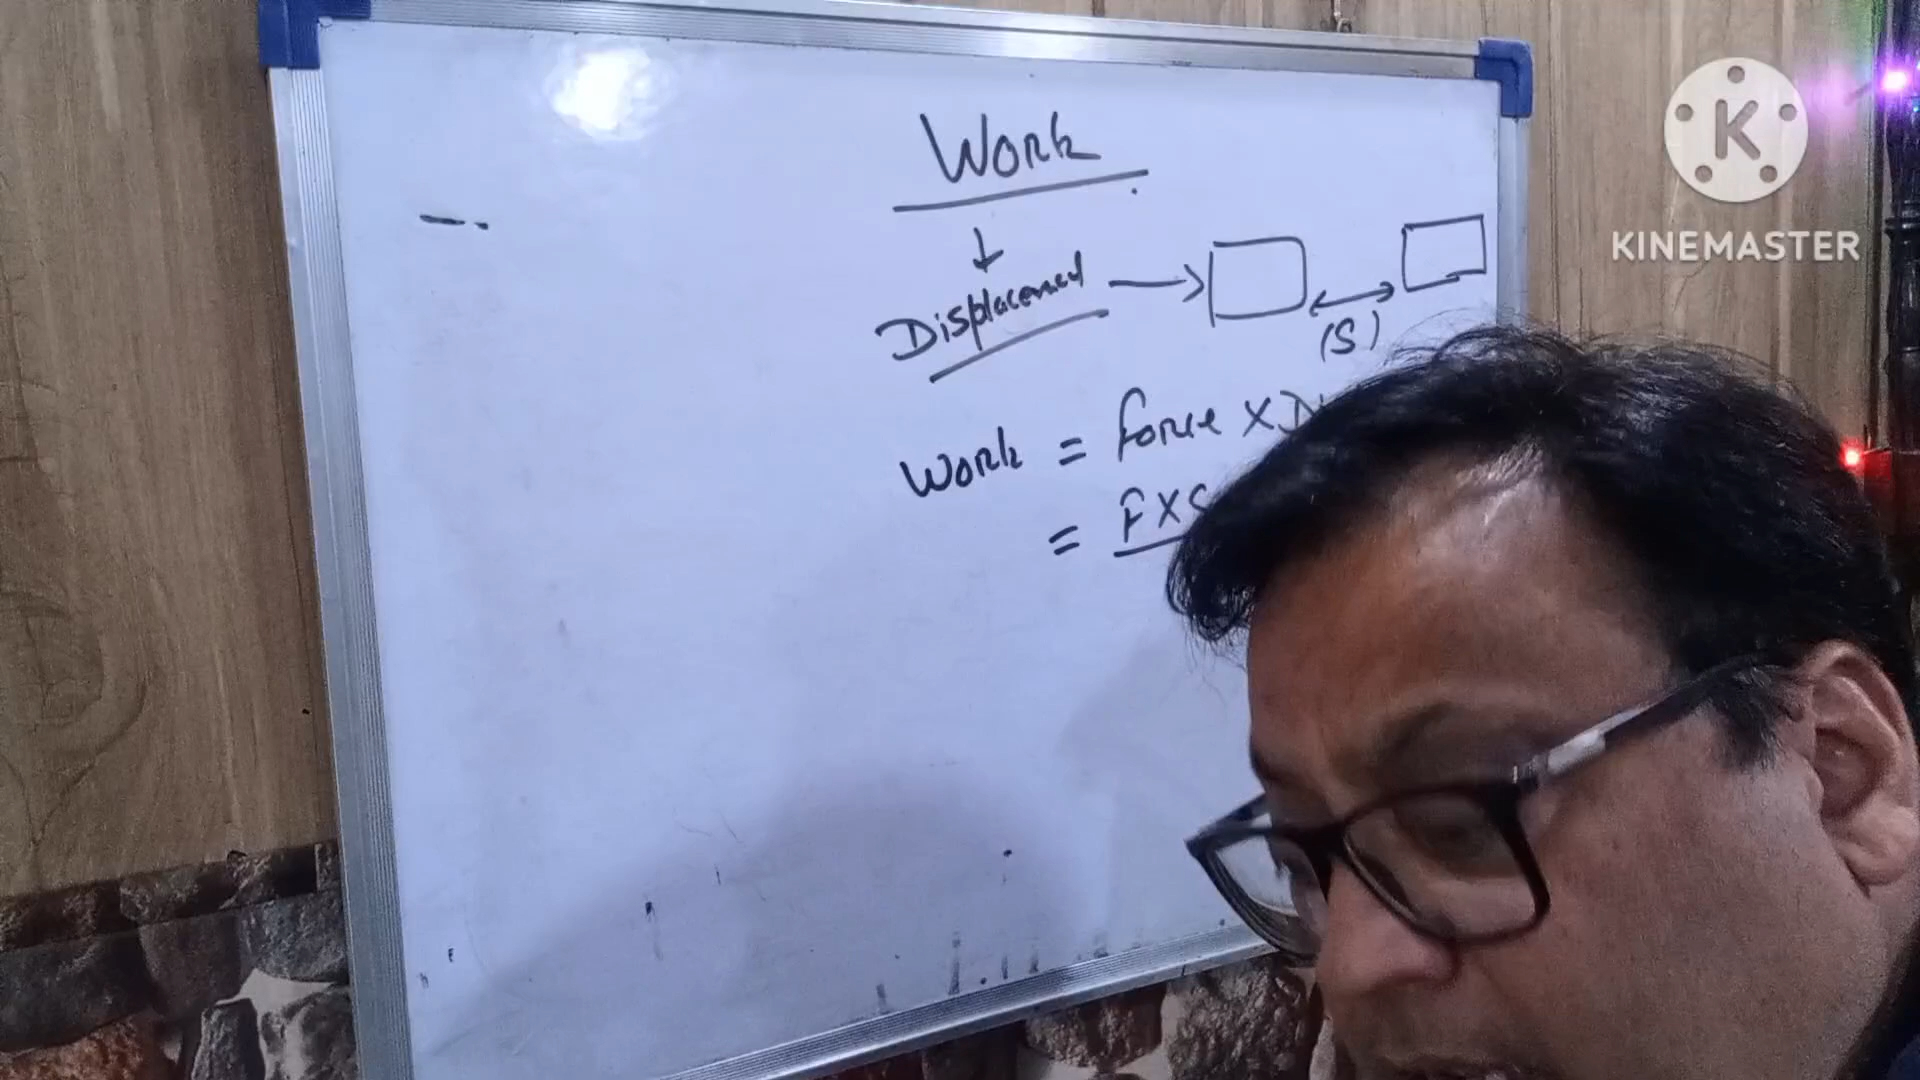 Work
Displacement
(S)
Work = force X
= F X S
KINEMASTER